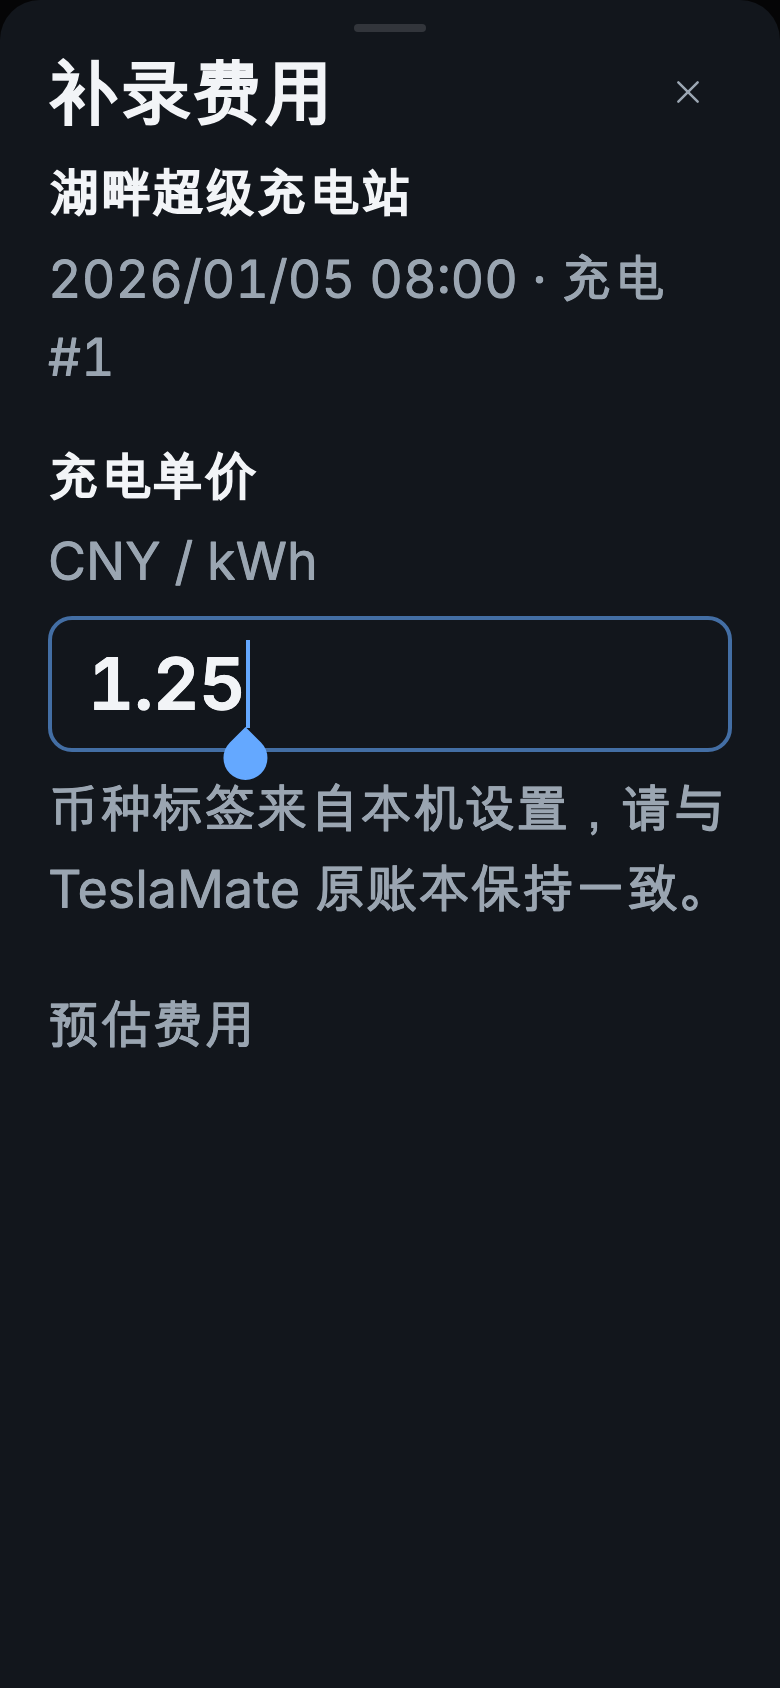 补录费用
湖畔超级充电站
2026/01/05 08:00 · 充电
#1
充电单价
CNY / kWh
1.25
币种标签来自本机设置，请与
TeslaMate 原账本保持一致。
预估费用